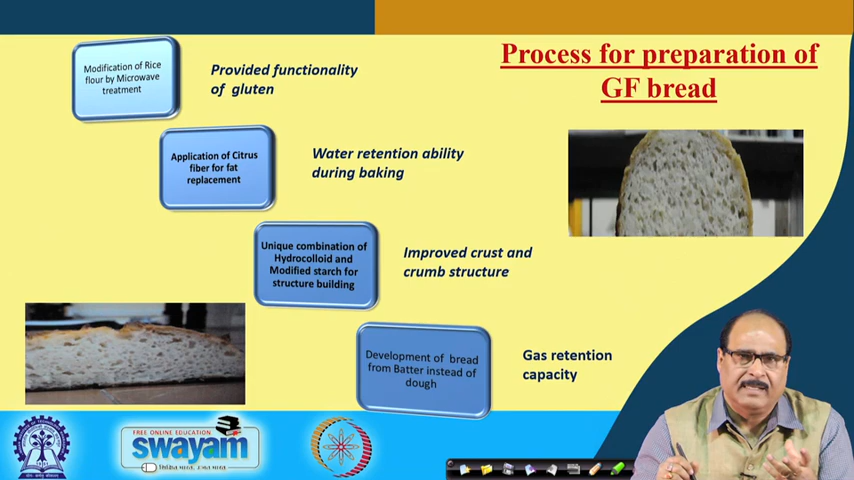 Process for preparation of
GF bread
Modification of Rice
flour by Microwave
treatment
Provided functionality
of gluten
Application of Citrus
fiber for fat
replacement
Water retention ability
during baking
Unique combination of
Hydrocolloid and
Modified starch for
structure building
Improved crust and
crumb structure
Development of bread
from Batter instead of
dough
Gas retention
capacity
FREE ONLINE EDUCATION
swayam